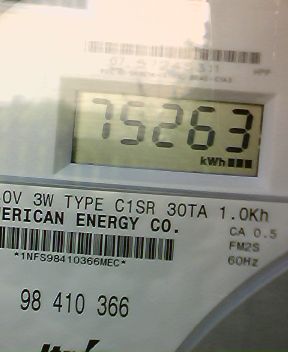 75263
kWh
0V 3W TYPE C1SR 30TA 1.0Kh
ERICAN ENERGY CO.
CA 0.5
FM2S
*1NFS98410366MEC*
60Hz
98 410 366